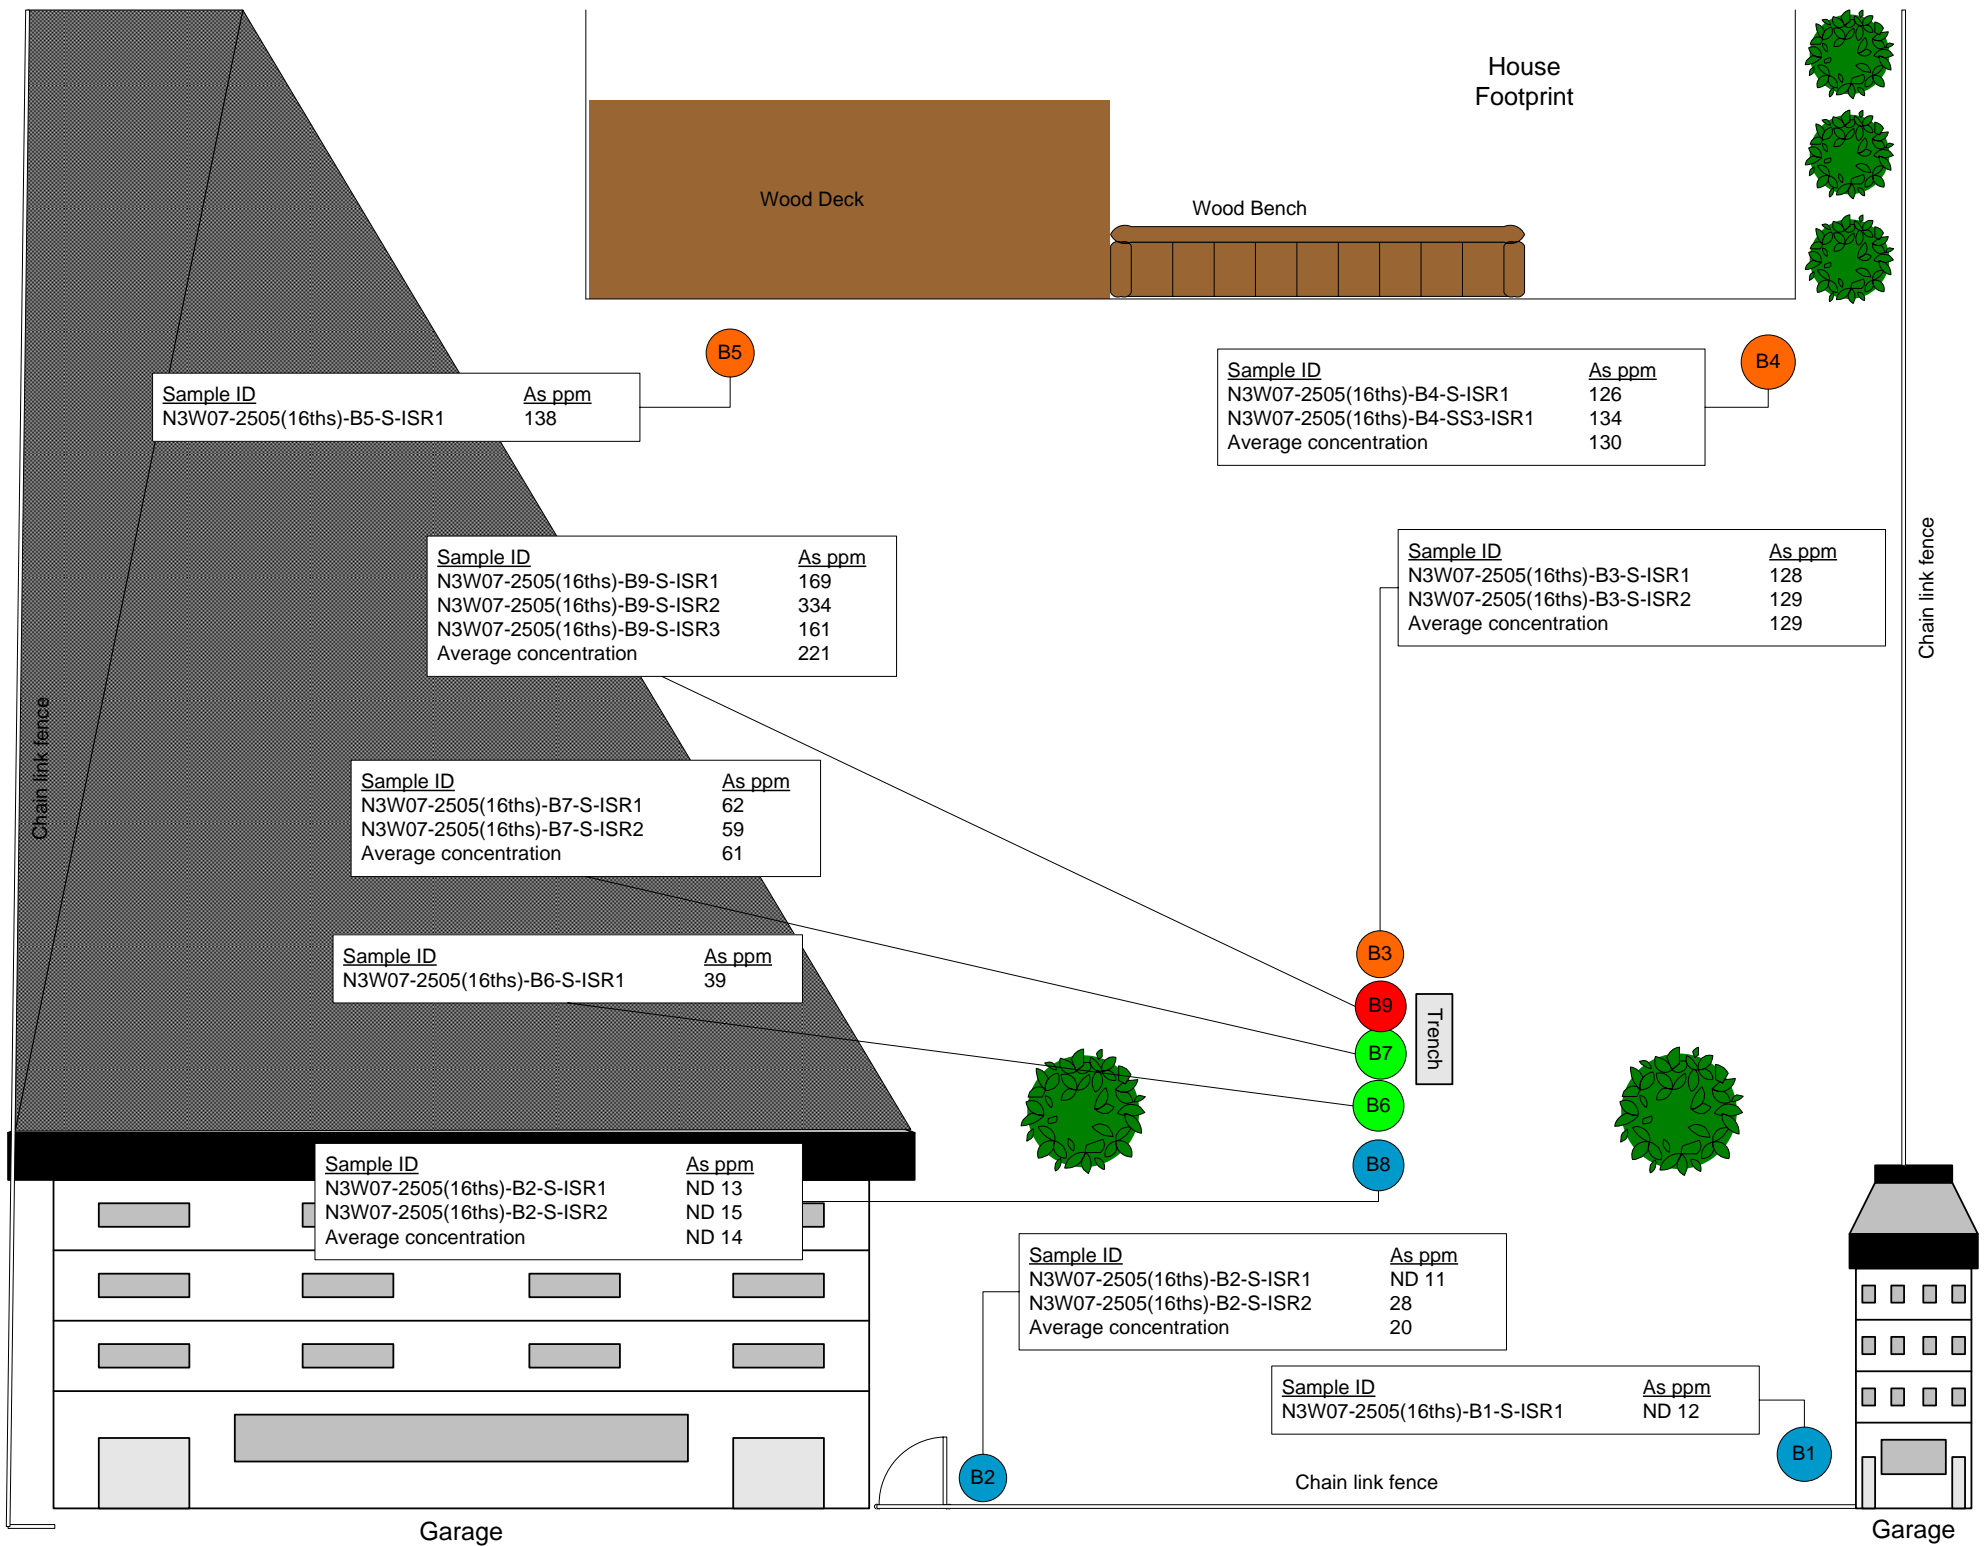 House
Footprint
Wood Deck
Wood Bench
B5
B4
Sample ID As ppm
N3W07-2505(16ths)-B5-S-ISR1 138
Sample ID As ppm
N3W07-2505(16ths)-B4-S-ISR1 126
N3W07-2505(16ths)-B4-SS3-ISR1 134
Average concentration 130
Sample ID As ppm
N3W07-2505(16ths)-B9-S-ISR1 169
N3W07-2505(16ths)-B9-S-ISR2 334
N3W07-2505(16ths)-B9-S-ISR3 161
Average concentration 221
Sample ID As ppm
N3W07-2505(16ths)-B3-S-ISR1 128
N3W07-2505(16ths)-B3-S-ISR2 129
Average concentration 129
Chain link fence
Chain link fence
Sample ID As ppm
N3W07-2505(16ths)-B7-S-ISR1 62
N3W07-2505(16ths)-B7-S-ISR2 59
Average concentration 61
Sample ID As ppm
N3W07-2505(16ths)-B6-S-ISR1 39
B3
B9
Trench
B7
B6
B8
Sample ID As ppm
N3W07-2505(16ths)-B2-S-ISR1 ND 13
N3W07-2505(16ths)-B2-S-ISR2 ND 15
Average concentration ND 14
Sample ID As ppm
N3W07-2505(16ths)-B2-S-ISR1 ND 11
N3W07-2505(16ths)-B2-S-ISR2 28
Average concentration 20
Sample ID As ppm
N3W07-2505(16ths)-B1-S-ISR1 ND 12
B2
B1
Chain link fence
Garage
Garage